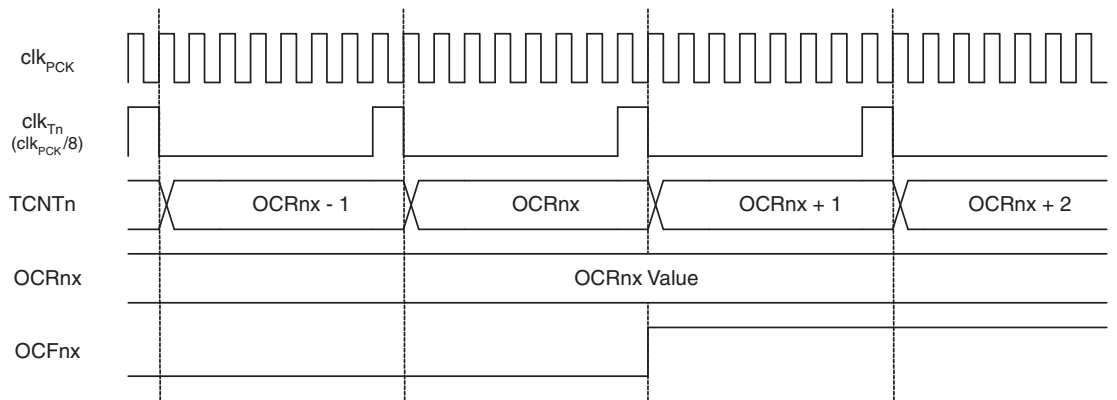 clkPCK
clkTn
(clkPCK/8)
TCNTn
OCRnx - 1
OCRnx
OCRnx + 1
OCRnx + 2
OCRnx
OCRnx Value
OCFnx